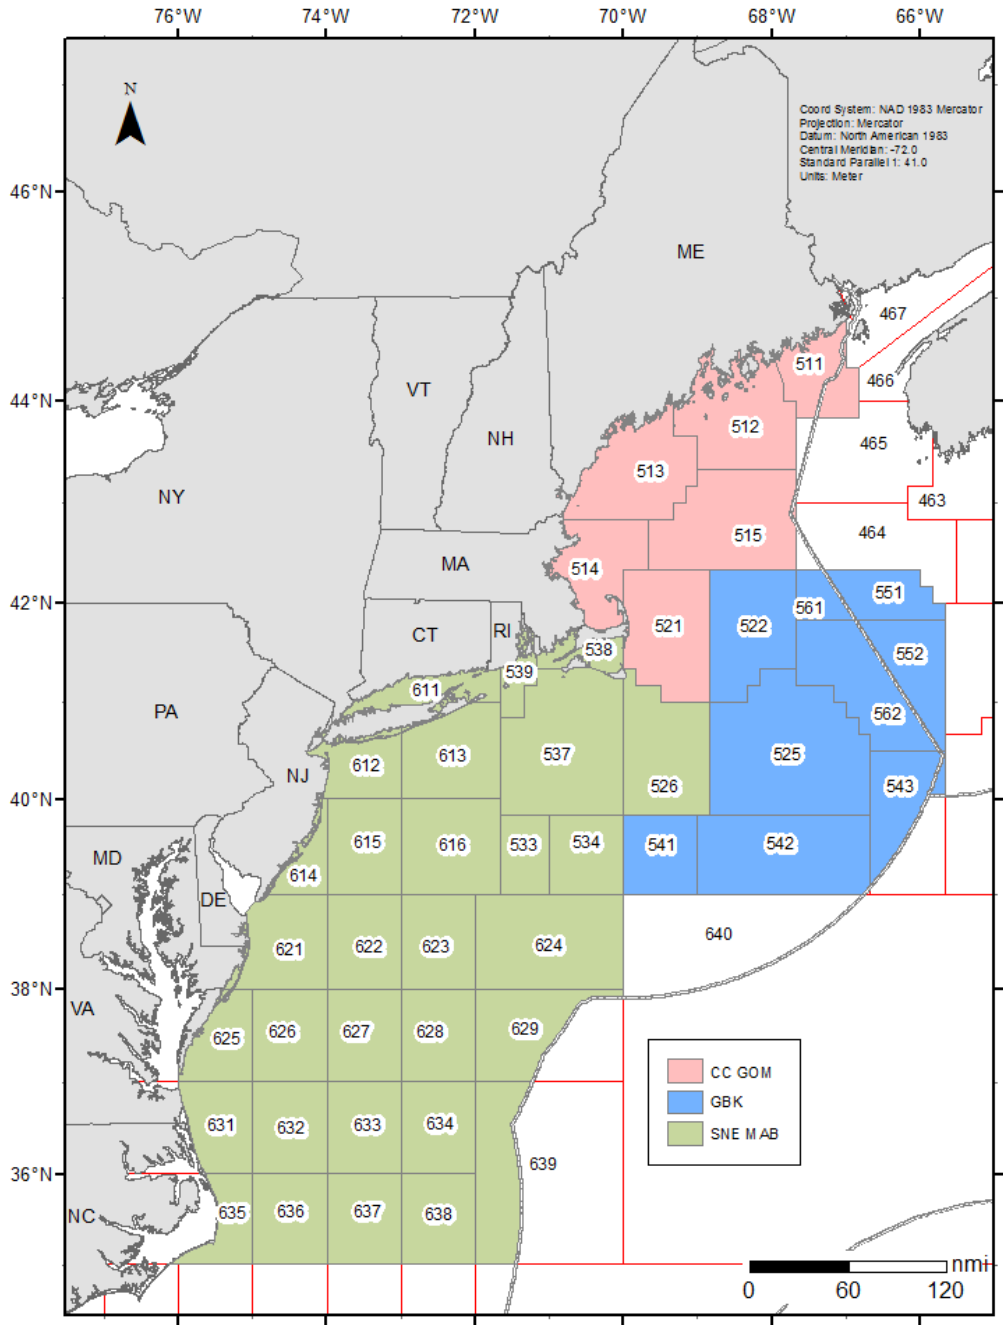 76°W 74°W 72°W 70°W 68°W 66°W
N
Coord System: NAD 1983 Mercator
Projection: Mercator
Datum: North American 1983
Central Meridian: -72.0
Standard Parallel 1: 41.0
Units: Meter
46°N
ME
467
511
466
44°N
VT
512
465
NH
513
NY
463
464
515
MA
514
551
42°N
561
521
522
CT
RI
538
552
539
611
PA
562
537
525
613
612
NJ
526
543
40°N
615
616
533
534
541
542
MD
614
DE
640
621
622
623
624
38°N
VA
625
626
627
628
629
CC GOM
GBK
SNE MAB
631
632
633
634
639
36°N
NC
635
636
637
638
nmi
0 60 120